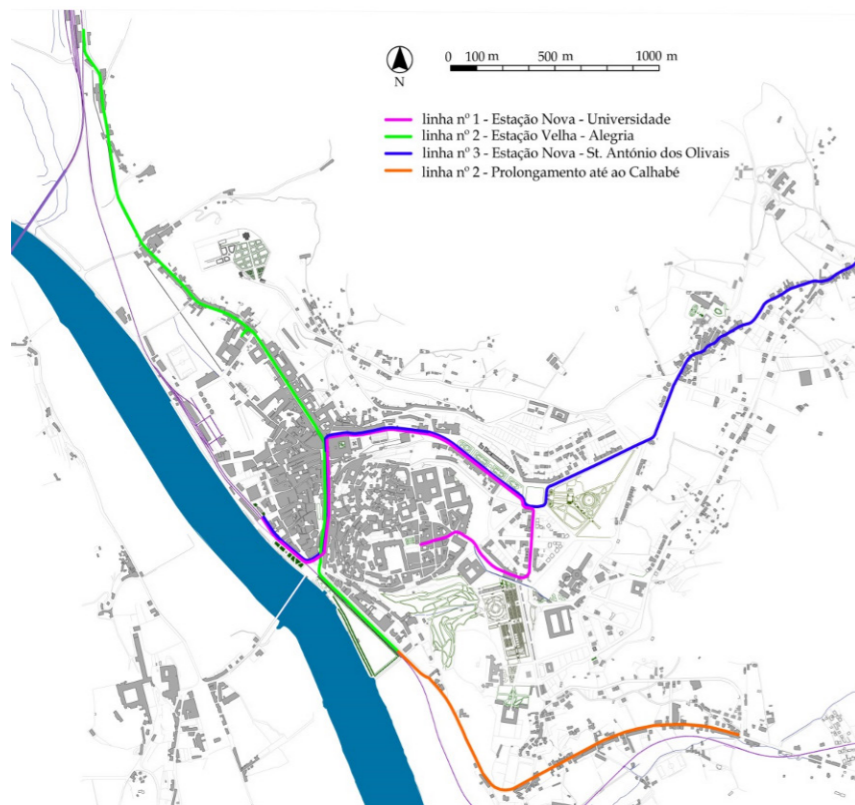 0 100 m 500 m 1000 m
N
linha nº 1 - Estação Nova - Universidade
linha nº 2 - Estação Velha - Alegria
linha nº 3 - Estação Nova - St. António dos Olivais
linha nº 2 - Prolongamento até ao Calhabé